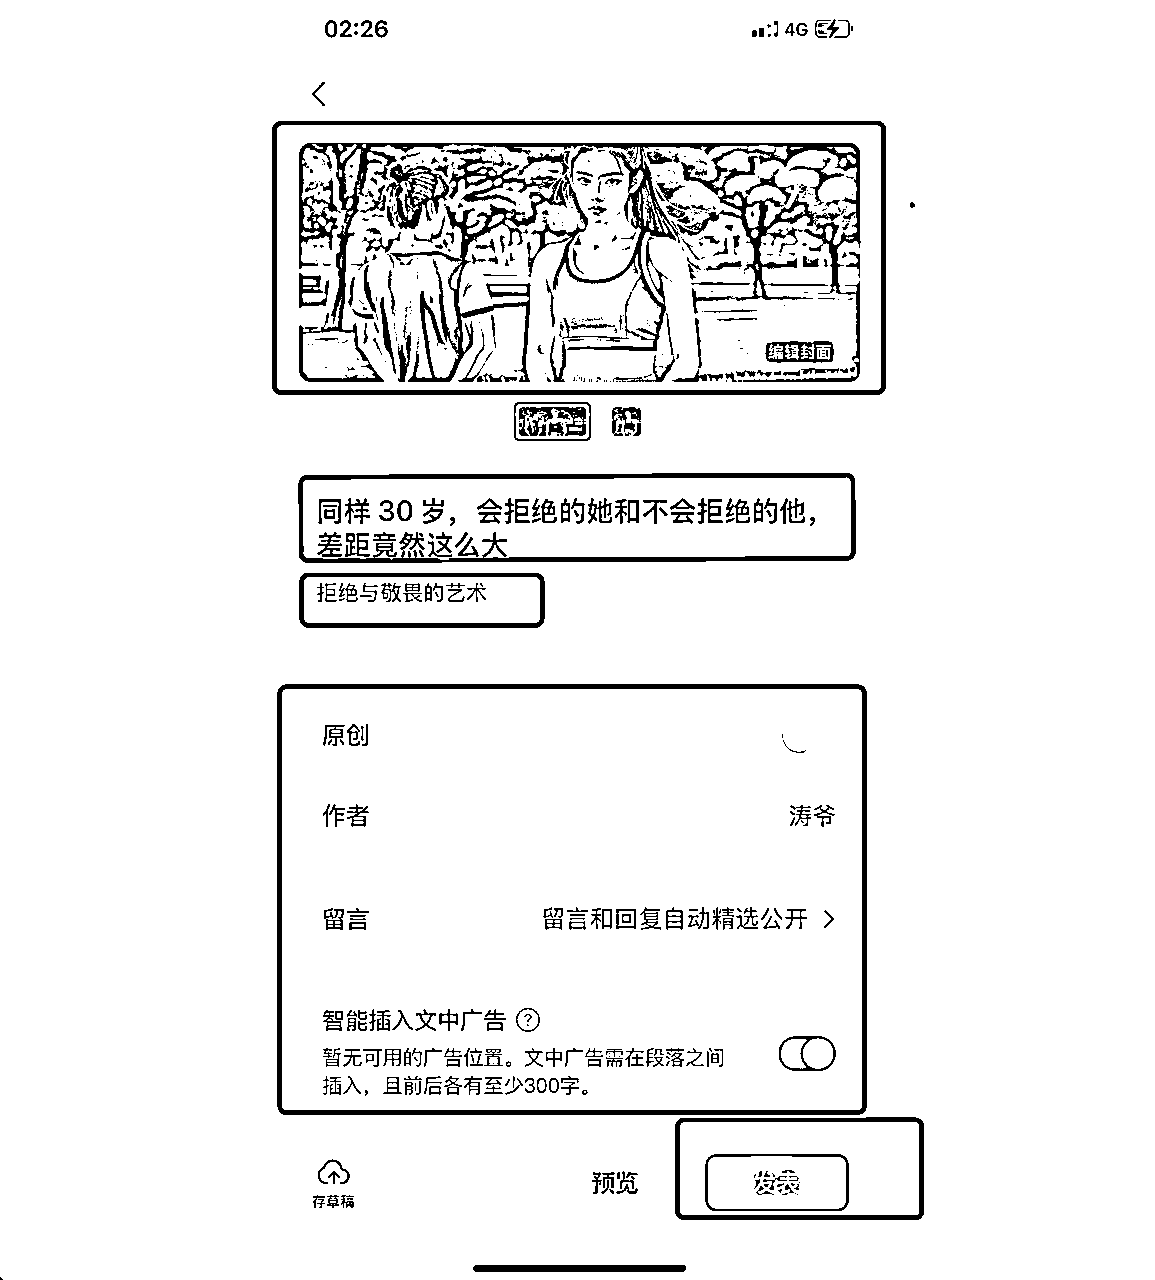 02:26
4G
编辑封面
同样 30 岁，会拒绝的她和不会拒绝的他，
差距竟然这么大
拒绝与敬畏的艺术
原创
作者 涛爷
留言 留言和回复自动精选公开
智能插入文中广告 ?
暂无可用的广告位置。文中广告需在段落之间
插入，且前后各有至少300字。
存草稿 预览 发表